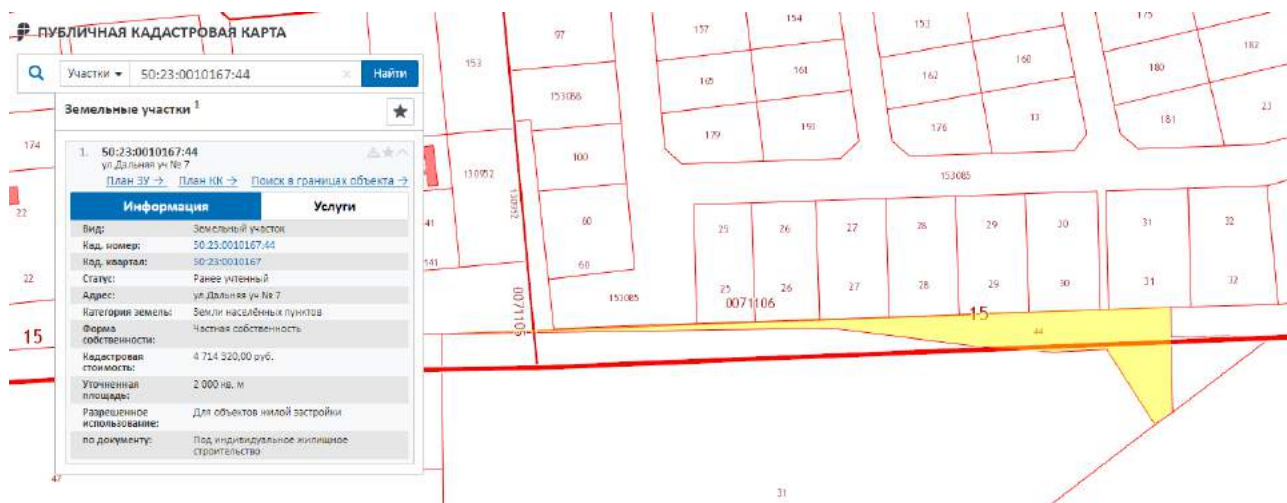 ПУБЛИЧНАЯ КАДАСТРОВАЯ КАРТА
Участки 50:23:0010167:44 Найти
Земельные участки 1
1. 50:23:0010167:44
ул Дальняя уч № 7
План ЗУ → План КК → Поиск в границах объекта →
Информация Услуги
Вид: Земельный участок
Кад. номер: 50:23:0010167:44
Кад. квартал: 50:23:0010167
Статус: Ранее учтенный
Адрес: ул Дальняя уч № 7
Категория земель: Земли населённых пунктов
Форма собственности: Частная собственность
Кадастровая стоимость: 4 714 320,00 руб.
Уточненная площадь: 2 000 кв. м
Разрешенное использование: Для объектов жилой застройки
по документу: Под индивидуальное жилищное строительство
174
22
22
15
47
153
130952
130952
41
141
97
153086
100
60
60
153085
0071106
157
154
165
161
179
193
153
160
162
176
13
175
182
180
181
23
153085
25 26 27 28 29 30 31 32
25 26 27 28 29 30 31 32
0071106
15
44
31